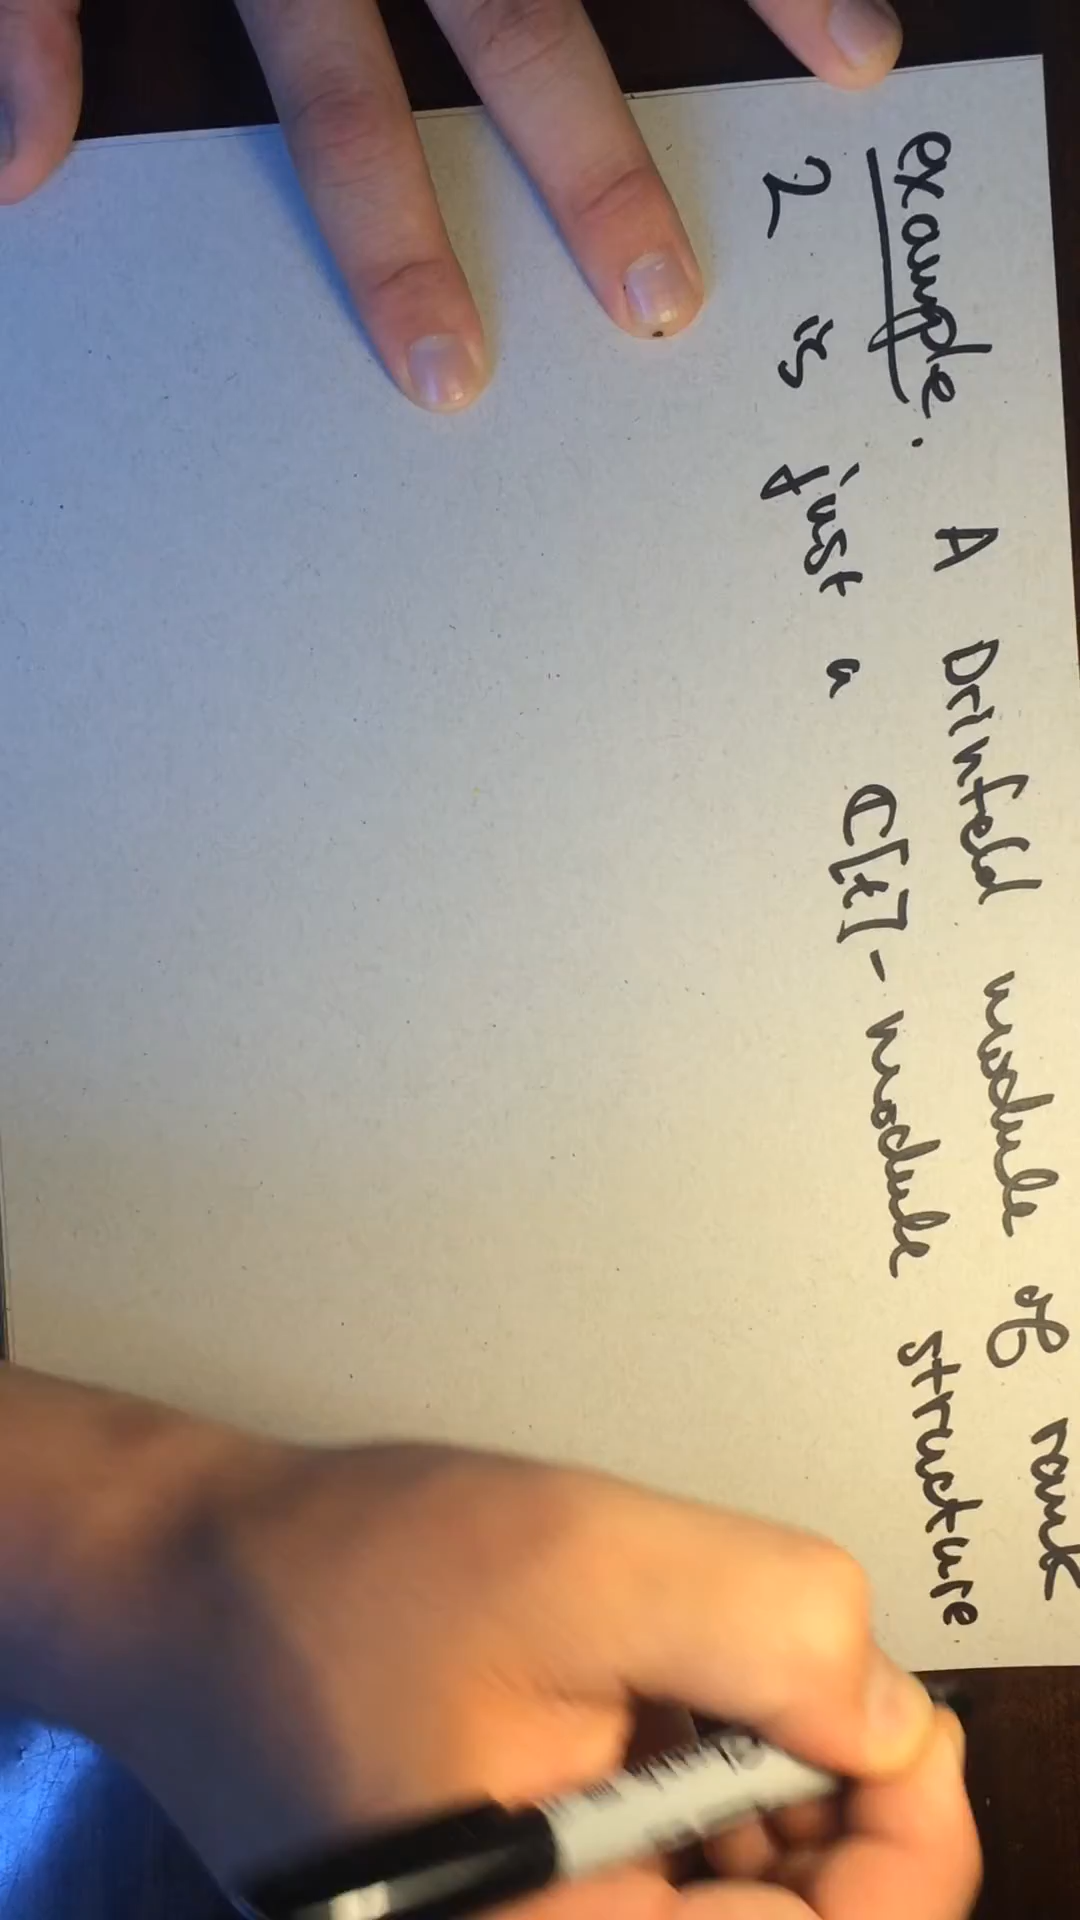 example. A Drinfeld module of rank
2 is just a ℂ[t]-module structure